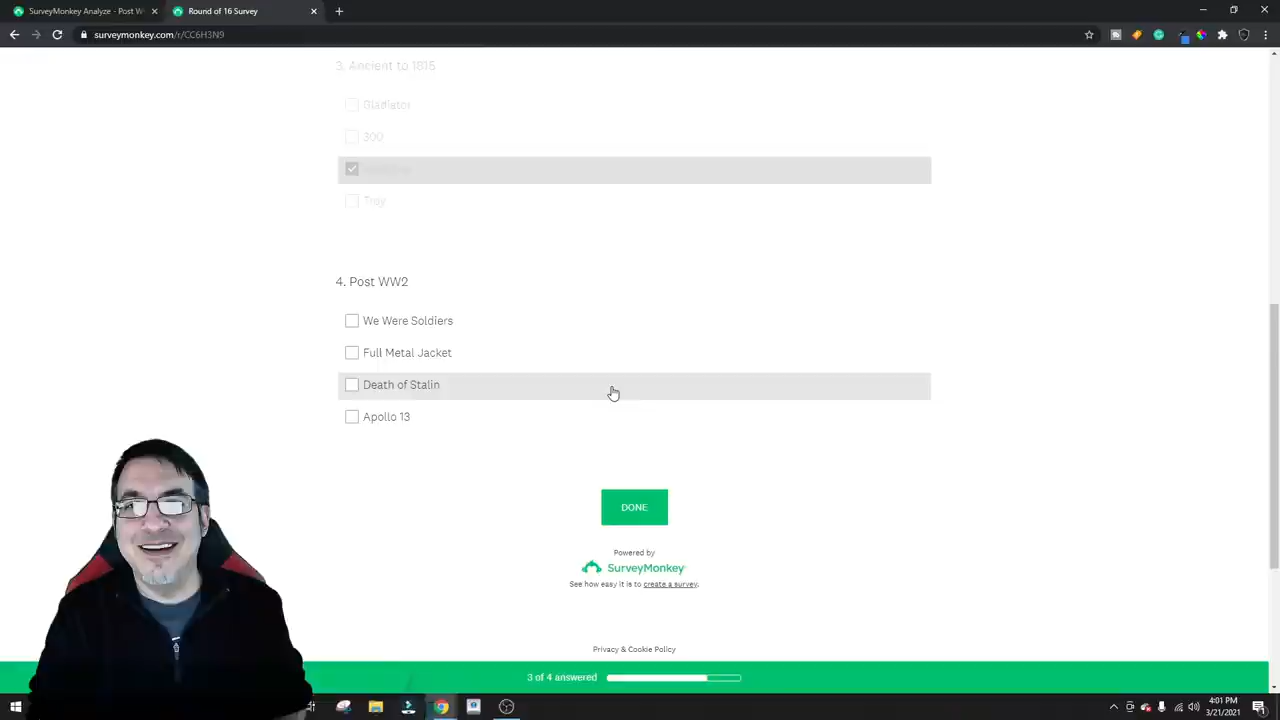 SurveyMonkey Analyze - Post W
Round of 16 Survey
surveymonkey.com/r/CC6H3N9
3. Ancient to 1815
Gladiator
300
Troy
4. Post WW2
We Were Soldiers
Full Metal Jacket
Death of Stalin
Apollo 13
DONE
Powered by
SurveyMonkey
See how easy it is to create a survey.
Privacy & Cookie Policy
3 of 4 answered
4:01 PM
3/21/2021